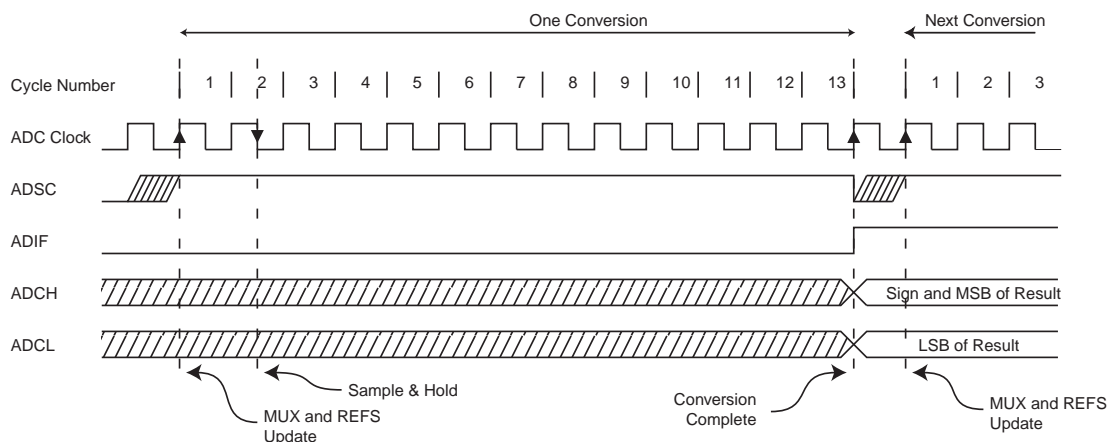 One Conversion
Next Conversion
Cycle Number 1 2 3 4 5 6 7 8 9 10 11 12 13 1 2 3
ADC Clock
ADSC
ADIF
ADCH Sign and MSB of Result
ADCL LSB of Result
MUX and REFS
Update
Sample & Hold
Conversion
Complete
MUX and REFS
Update